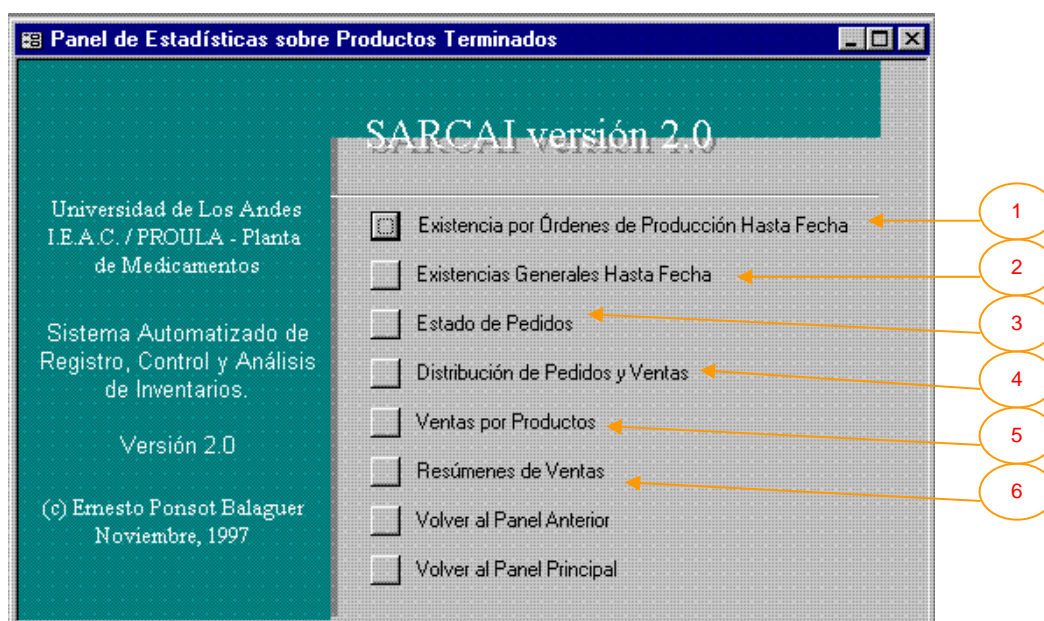 Panel de Estadísticas sobre Productos Terminados
SARCAI versión 2.0
Universidad de Los Andes
I.E.A.C. / PROULA - Planta
de Medicamentos
Sistema Automatizado de
Registro, Control y Análisis
de Inventarios.
Versión 2.0
(c) Ernesto Ponsot Balaguer
Noviembre, 1997
Existencia por Órdenes de Producción Hasta Fecha
Existencias Generales Hasta Fecha
Estado de Pedidos
Distribución de Pedidos y Ventas
Ventas por Productos
Resúmenes de Ventas
Volver al Panel Anterior
Volver al Panel Principal
1
2
3
4
5
6